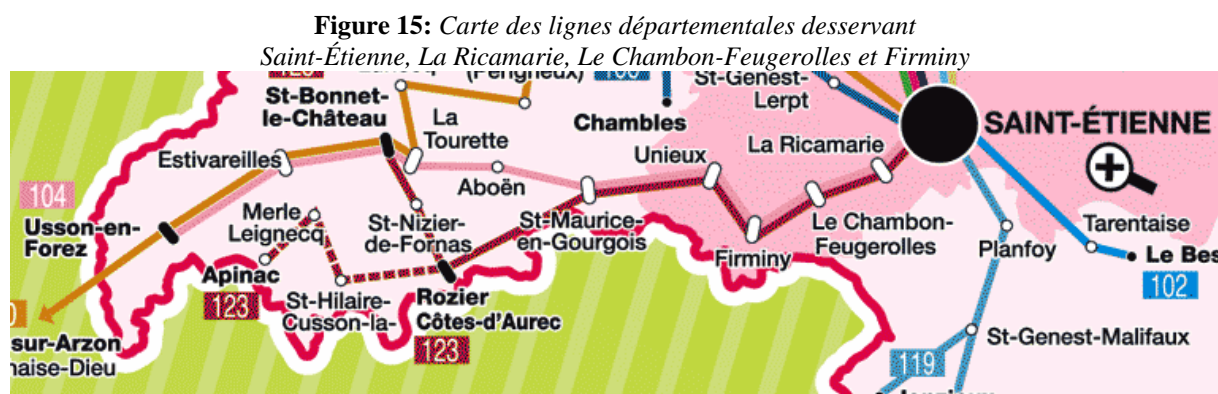 Figure 15: Carte des lignes départementales desservant
Saint-Étienne, La Ricamarie, Le Chambon-Feugerolles et Firminy
(Périgneux)
St-Genest-
Lerpt
St-Bonnet-
le-Château
La
Tourette
Chambles
SAINT-ÉTIENNE
La Ricamarie
Unieux
Estivareilles
Aboën
104
Usson-en-
Forez
Merle
Leignecq
St-Nizier-
de-Fornas
St-Maurice-
en-Gourgois
Le Chambon-
Feugerolles
Firminy
Tarentaise
Planfoy
Le Bes
102
Apinac
123
St-Hilaire-
Cusson-la-
Rozier
Côtes-d'Aurec
123
sur-Arzon
naise-Dieu
St-Genest-Malifaux
119